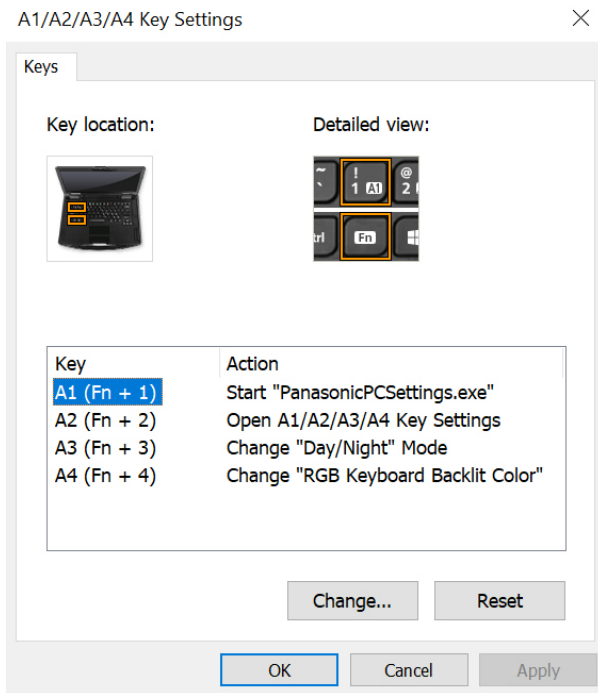 A1/A2/A3/A4 Key Settings
Keys
Key location:
Detailed view:
~ ! @
` 1 A1 2
trl Fn
Key Action
A1 (Fn + 1) Start "PanasonicPCSettings.exe"
A2 (Fn + 2) Open A1/A2/A3/A4 Key Settings
A3 (Fn + 3) Change "Day/Night" Mode
A4 (Fn + 4) Change "RGB Keyboard Backlit Color"
Change... Reset
OK Cancel Apply